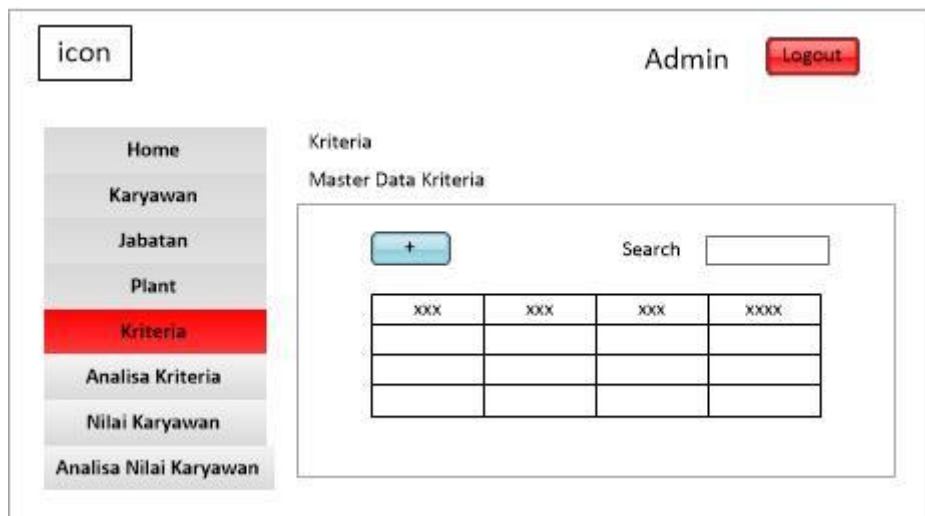 icon
Admin
Logout
Home
Karyawan
Jabatan
Plant
Kriteria
Analisa Kriteria
Nilai Karyawan
Analisa Nilai Karyawan
Kriteria
Master Data Kriteria
+
Search
xxx xxx xxx xxxx